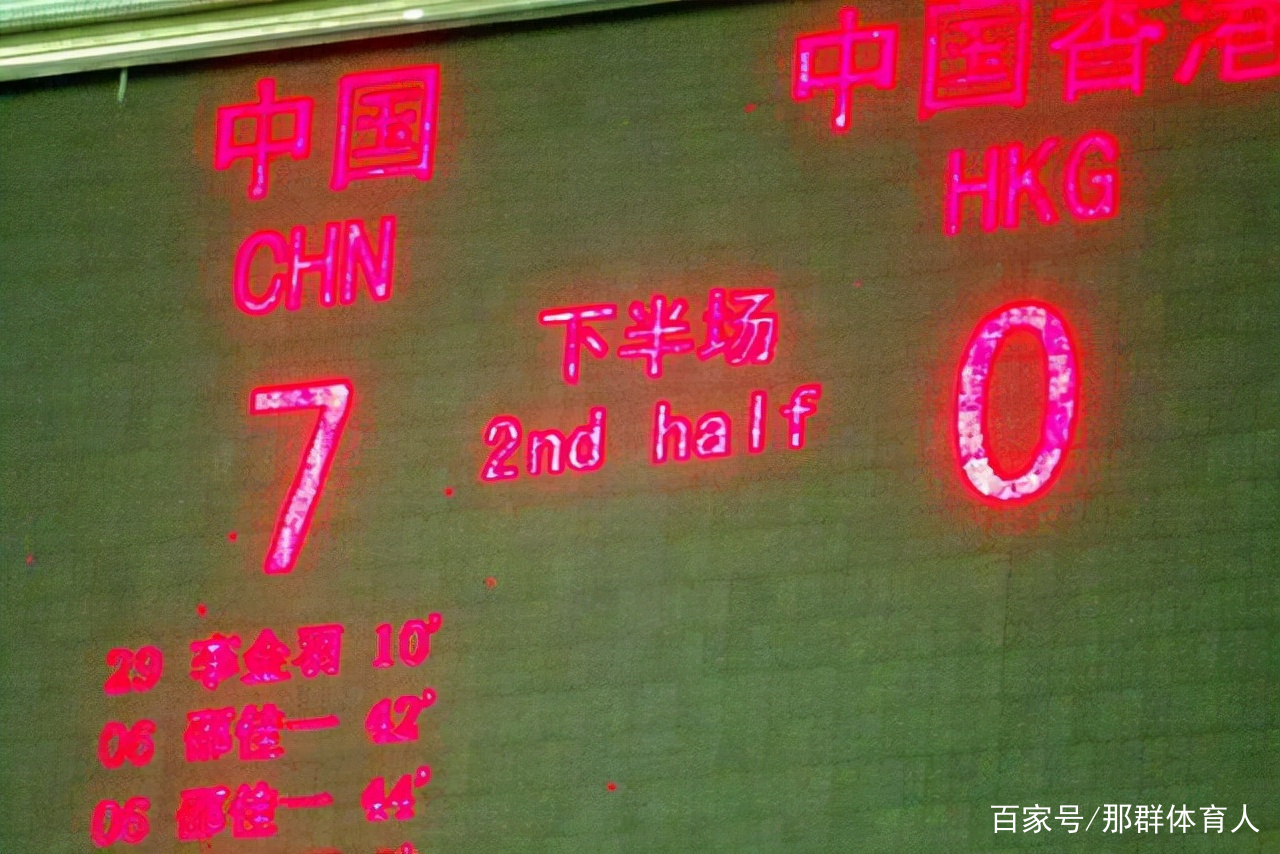 中国
中国香港
CHN
HKG
下半场
2nd half
7
0
29 李金羽 10'
06 邵佳一 42'
06 邵佳一 44'
百家号/那群体育人